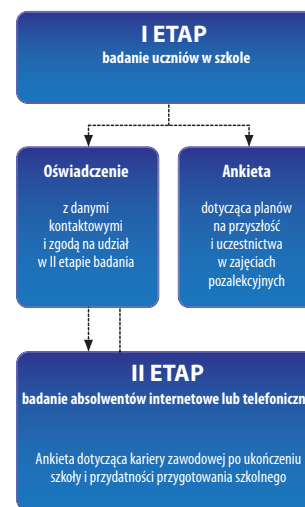 I ETAP
badanie uczniów w szkole
Oświadczenie
z danymi
kontaktowymi
i zgodą na udział
w II etapie badania
Ankieta
dotycząca planów
na przyszłość
i uczestnictwa
w zajęciach
pozalekcyjnych
II ETAP
badanie absolwentów internetowe lub telefoniczn
Ankieta dotycząca kariery zawodowej po ukończeniu
szkoły i przydatności przygotowania szkolnego